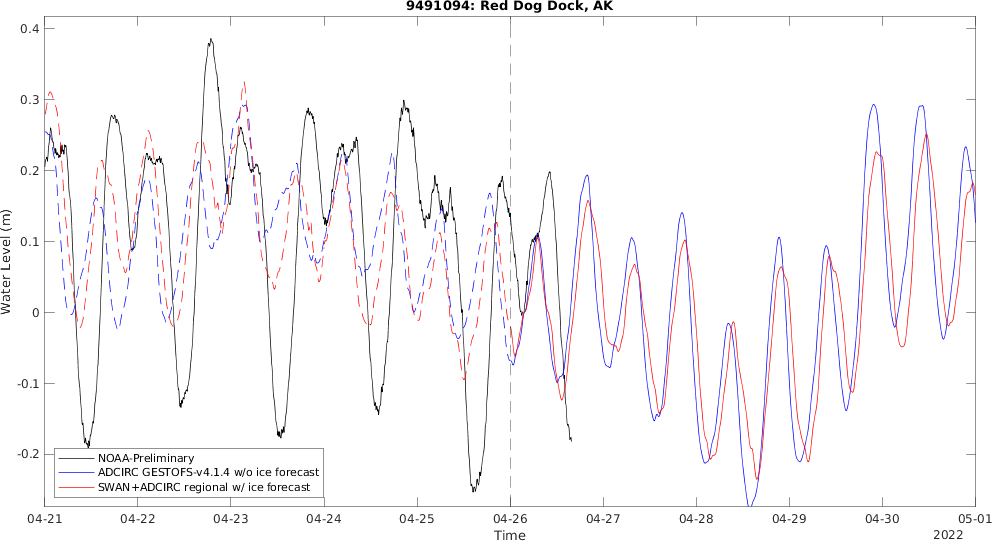 9491094: Red Dog Dock, AK
Water Level (m)
0.4
0.3
0.2
0.1
0
-0.1
-0.2
NOAA-Preliminary
ADCIRC GESTOFS-v4.1.4 w/o ice forecast
SWAN+ADCIRC regional w/ ice forecast
04-21 04-22 04-23 04-24 04-25 04-26 04-27 04-28 04-29 04-30 05-01
Time
2022